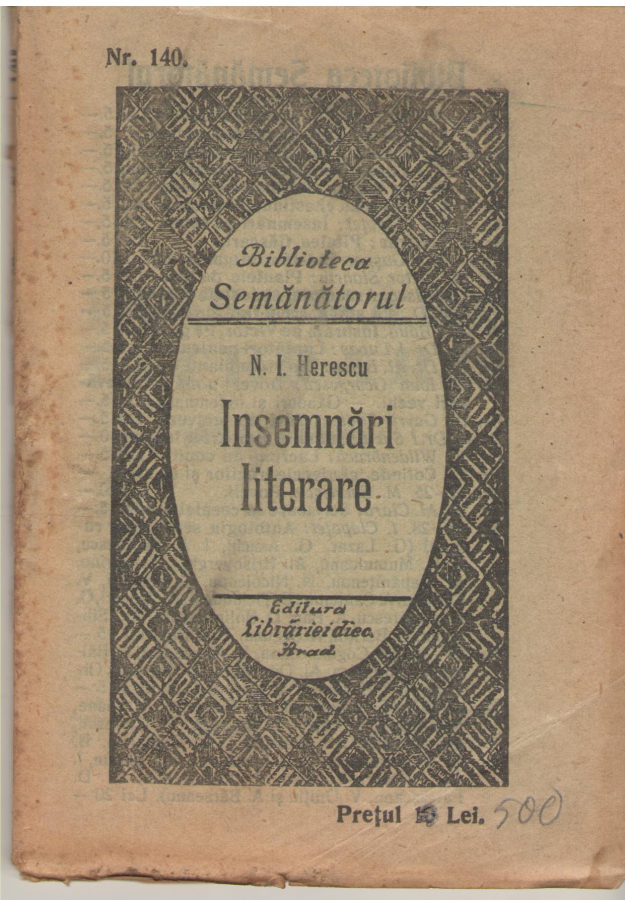 Nr. 140.
Biblioteca
Semănătorul
N. I. Herescu
Insemnări
literare
Editura
Librăriei diec.
Arad
Prețul Lei. 500